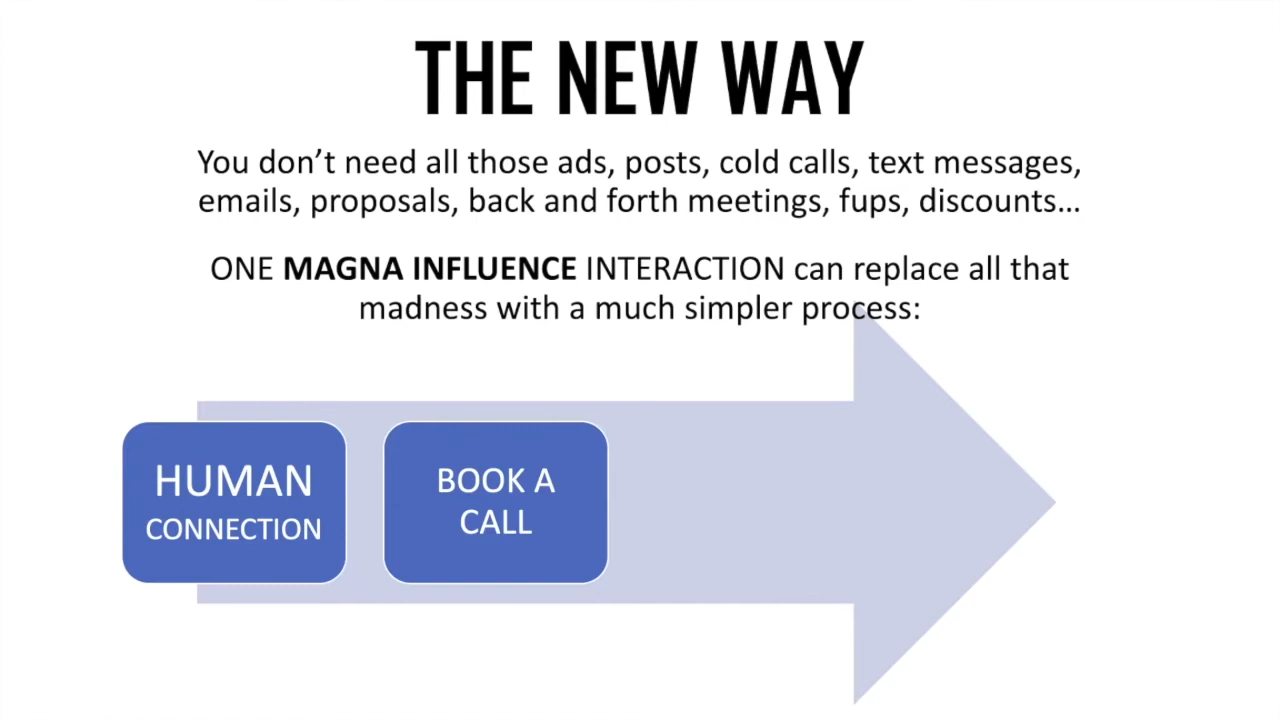 THE NEW WAY
You don’t need all those ads, posts, cold calls, text messages,
emails, proposals, back and forth meetings, fups, discounts…
ONE MAGNA INFLUENCE INTERACTION can replace all that
madness with a much simpler process:
HUMAN
CONNECTION
BOOK A
CALL